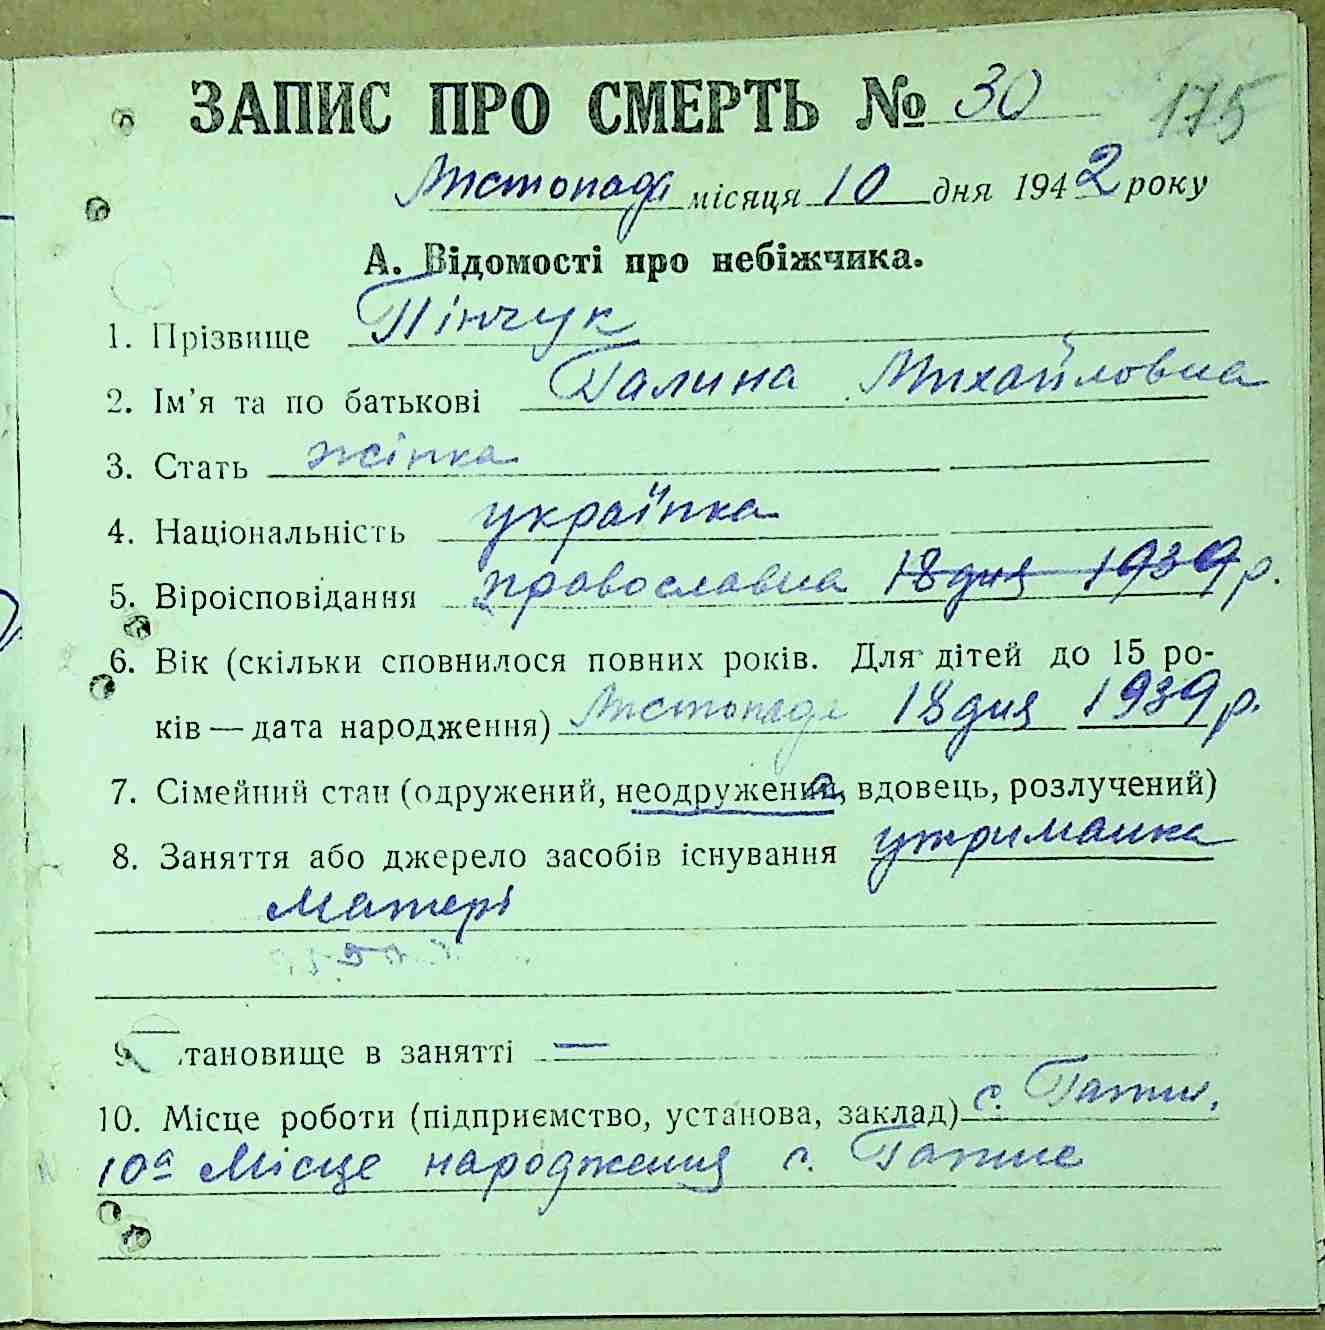 ЗАПИС ПРО СМЕРТЬ № 30 175
Листопада місяця 10 дня 1942 року
А. Відомості про небіжчика.
1. Прізвище Пінчук
2. Ім'я та по батькові Галина Михайловна
3. Стать жінка
4. Національність українка
5. Віроісповідання православна 18 дня 1939 р.
6. Вік (скільки сповнилося повних років. Для дітей до 15 ро-
ків — дата народження) Листопада 18 дня 1939 р.
7. Сімейний стан (одружений, неодружена, вдовець, розлучений)
8. Заняття або джерело засобів існування утриманка
матері
9. тановище в занятті —
10. Місце роботи (підприємство, установа, заклад) с. Гатне,
10а Місце народження с. Гатне